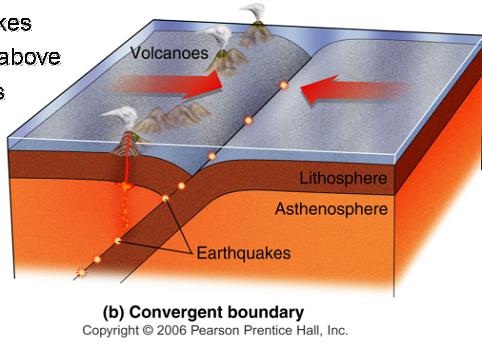 kes
above
s
Volcanoes
Lithosphere
Asthenosphere
Earthquakes
(b) Convergent boundary
Copyright © 2006 Pearson Prentice Hall, Inc.